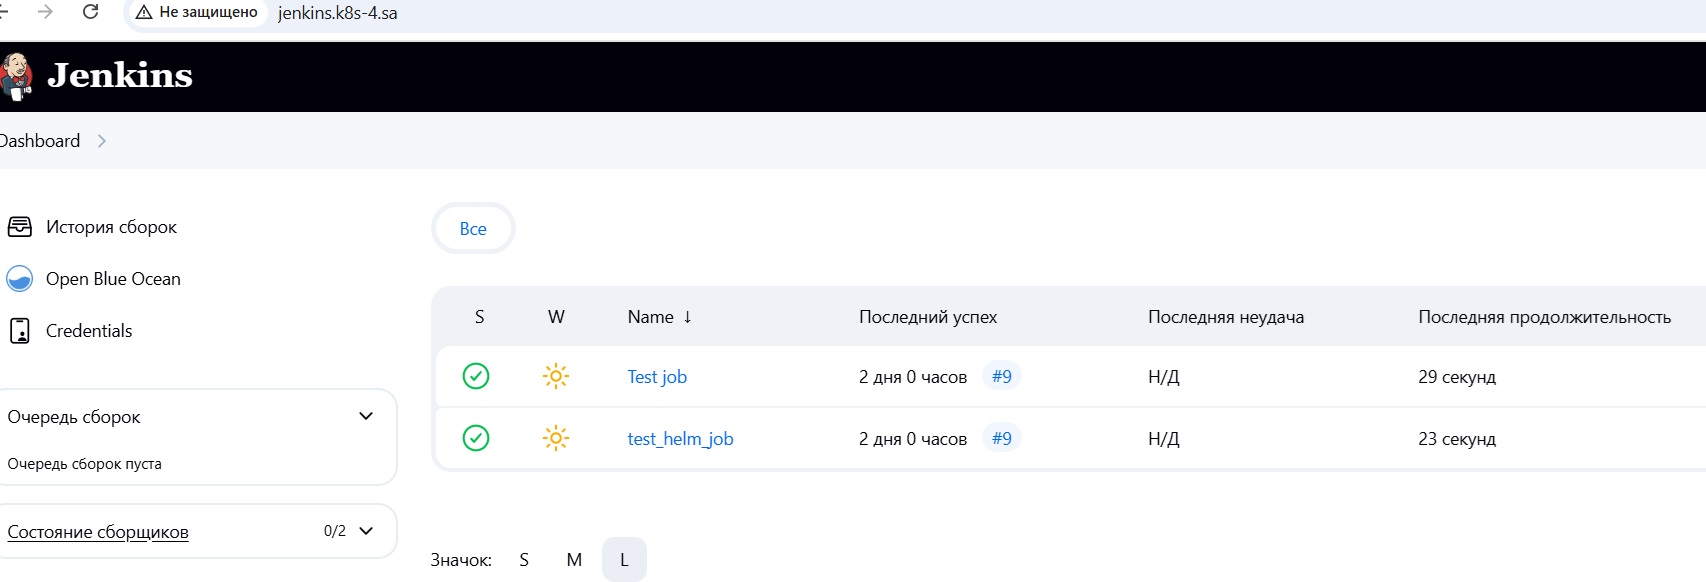 Не защищено jenkins.k8s-4.sa
Jenkins
Dashboard
История сборок
Open Blue Ocean
Credentials
Очередь сборок
Очередь сборок пуста
Состояние сборщиков 0/2
Все
S W Name ↓ Последний успех Последняя неудача Последняя продолжительность
Test job 2 дня 0 часов #9 Н/Д 29 секунд
test_helm_job 2 дня 0 часов #9 Н/Д 23 секунд
Значок: S M L